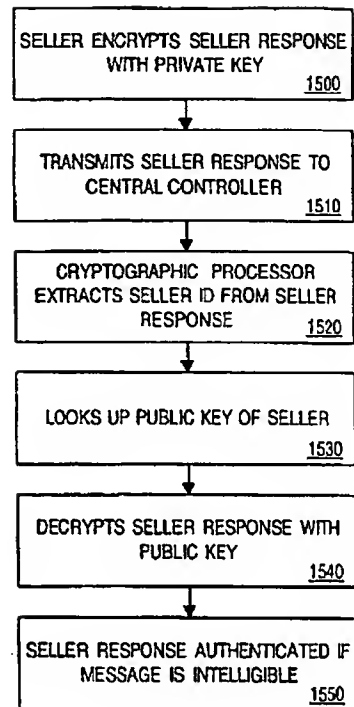 SELLER ENCRYPTS SELLER RESPONSE
WITH PRIVATE KEY
1500
TRANSMITS SELLER RESPONSE TO
CENTRAL CONTROLLER
1510
CRYPTOGRAPHIC PROCESSOR
EXTRACTS SELLER ID FROM SELLER
RESPONSE
1520
LOOKS UP PUBLIC KEY OF SELLER
1530
DECRYPTS SELLER RESPONSE WITH
PUBLIC KEY
1540
SELLER RESPONSE AUTHENTICATED IF
MESSAGE IS INTELLIGIBLE
1550